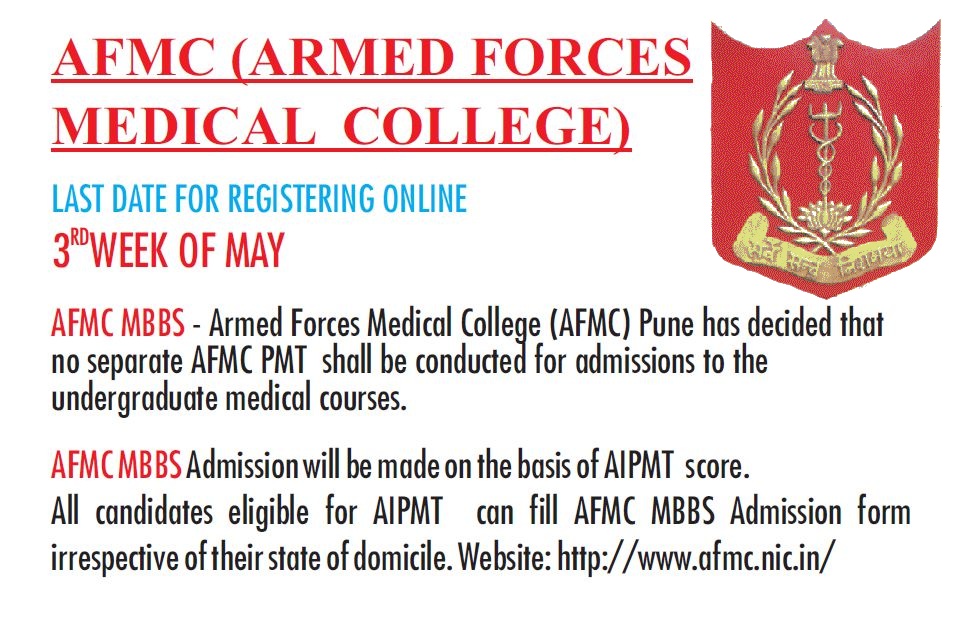 AFMC (ARMED FORCES
MEDICAL COLLEGE)
LAST DATE FOR REGISTERING ONLINE
3RD WEEK OF MAY
AFMC MBBS - Armed Forces Medical College (AFMC) Pune has decided that
no separate AFMC PMT shall be conducted for admissions to the
undergraduate medical courses.
AFMC MBBS Admission will be made on the basis of AIPMT score.
All candidates eligible for AIPMT can fill AFMC MBBS Admission form
irrespective of their state of domicile. Website: http://www.afmc.nic.in/